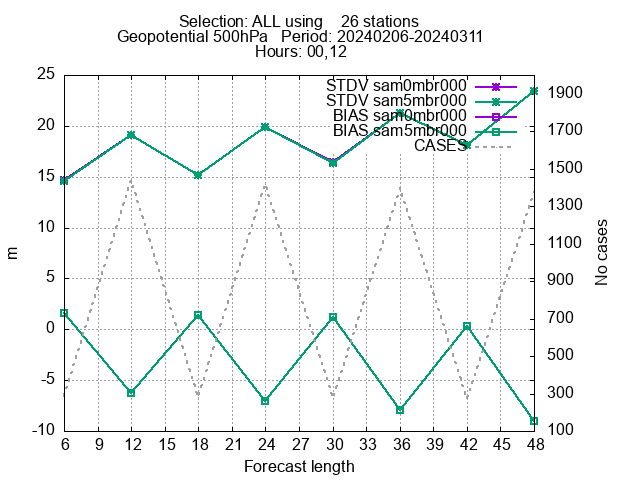 Selection: ALL using    26 stations
Geopotential 500hPa   Period: 20240206-20240311
Hours: 00,12
STDV sam0mbr000
STDV sam5mbr000
BIAS sam0mbr000
BIAS sam5mbr000
CASES
25
20
15
10
5
0
-5
-10
m
1900
1700
1500
1300
1100
900
700
500
300
100
No cases
6 9 12 15 18 21 24 27 30 33 36 39 42 45 48
Forecast length